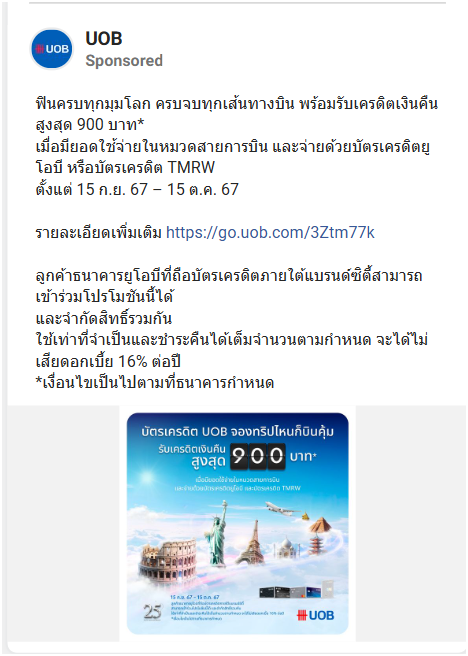 UOB
Sponsored
ฟินครบทุกมุมโลก ครบจบทุกเส้นทางบิน พร้อมรับเครดิตเงินคืน
สูงสุด 900 บาท*
เมื่อมียอดใช้จ่ายในหมวดสายการบิน และจ่ายด้วยบัตรเครดิตยู
โอบี หรือบัตรเครดิต TMRW
ตั้งแต่ 15 ก.ย. 67 – 15 ต.ค. 67
รายละเอียดเพิ่มเติม https://go.uob.com/3Ztm77k
ลูกค้าธนาคารยูโอบีที่ถือบัตรเครดิตภายใต้แบรนด์ซิตี้สามารถ
เข้าร่วมโปรโมชันนี้ได้
และจำกัดสิทธิ์รวมกัน
ใช้เท่าที่จำเป็นและชำระคืนได้เต็มจำนวนตามกำหนด จะได้ไม่
เสียดอกเบี้ย 16% ต่อปี
*เงื่อนไขเป็นไปตามที่ธนาคารกำหนด
บัตรเครดิต UOB จองทริปไหนก็บินคุ้ม
รับเครดิตเงินคืน
สูงสุด 900 บาท*
เมื่อมียอดใช้จ่ายในหมวดสายการบิน
และจ่ายด้วยบัตรเครดิตยูโอบี และบัตรเครดิต TMRW
15 ก.ย. 67 - 15 ต.ค. 67
25
UOB